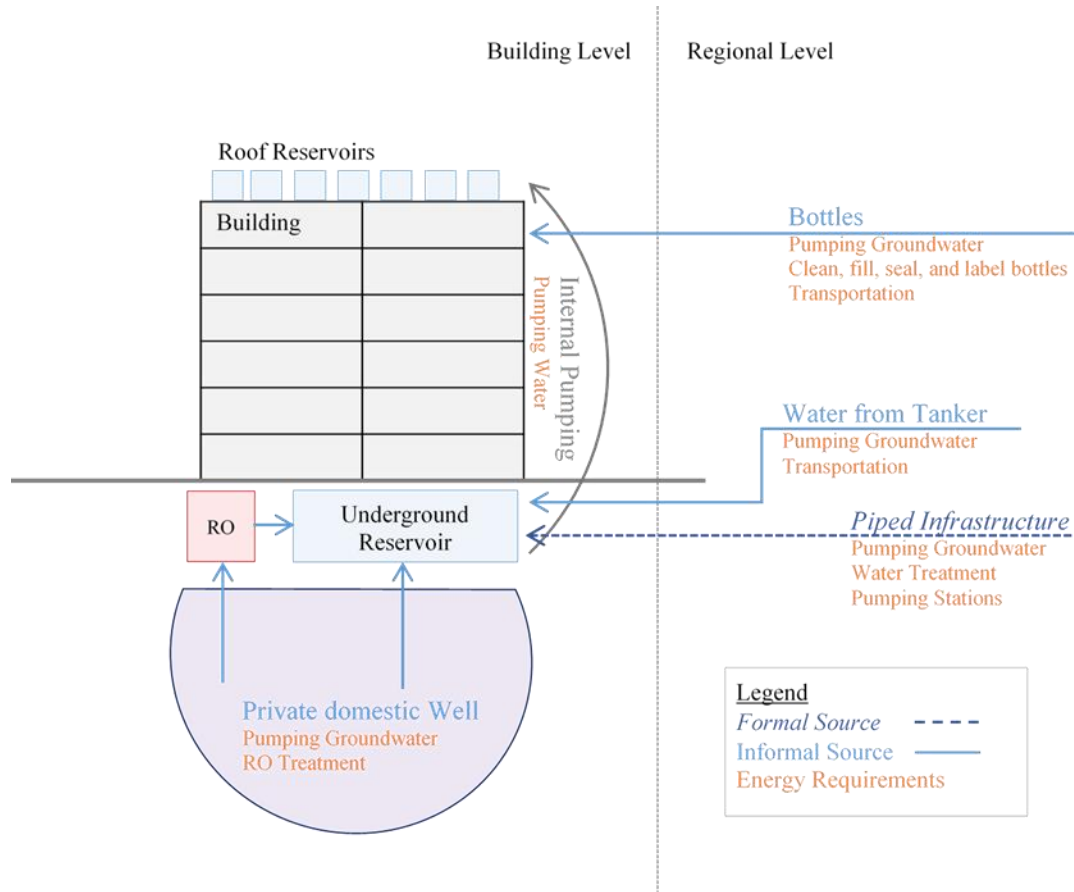 Building Level
Regional Level
Roof Reservoirs
Building
Internal Pumping
Pumping Water
Bottles
Pumping Groundwater
Clean, fill, seal, and label bottles
Transportation
Water from Tanker
Pumping Groundwater
Transportation
RO
Underground
Reservoir
Piped Infrastructure
Pumping Groundwater
Water Treatment
Pumping Stations
Private domestic Well
Pumping Groundwater
RO Treatment
Legend
Formal Source
Informal Source
Energy Requirements